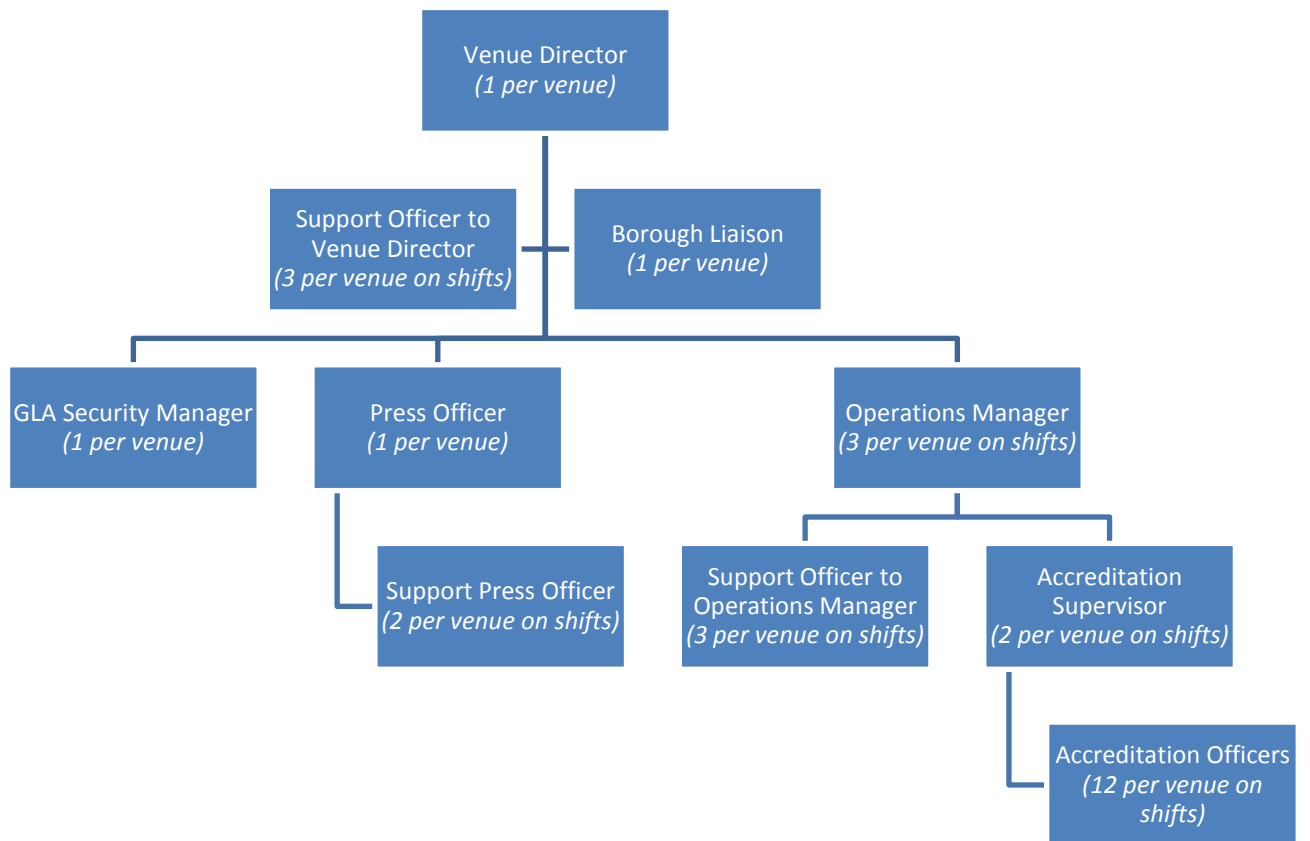 Venue Director
(1 per venue)
Support Officer to
Venue Director
(3 per venue on shifts)
Borough Liaison
(1 per venue)
GLA Security Manager
(1 per venue)
Press Officer
(1 per venue)
Operations Manager
(3 per venue on shifts)
Support Press Officer
(2 per venue on shifts)
Support Officer to
Operations Manager
(3 per venue on shifts)
Accreditation
Supervisor
(2 per venue on shifts)
Accreditation Officers
(12 per venue on
shifts)